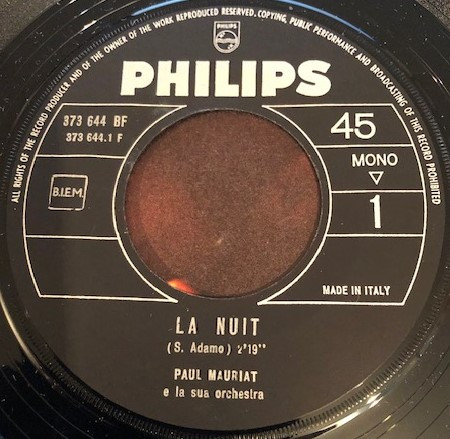 ALL RIGHTS OF THE RECORD PRODUCER AND OF THE OWNER OF THE WORK REPRODUCED RESERVED. COPYING, PUBLIC PERFORMANCE AND BROADCASTING OF THIS RECORD PROHIBITED
PHILIPS
PHILIPS
373 644 BF
373 644.1 F
45
MONO
B.I.E.M.
1
MADE IN ITALY
LA NUIT
(S. Adamo) 2'19"
PAUL MAURIAT
e la sua orchestra